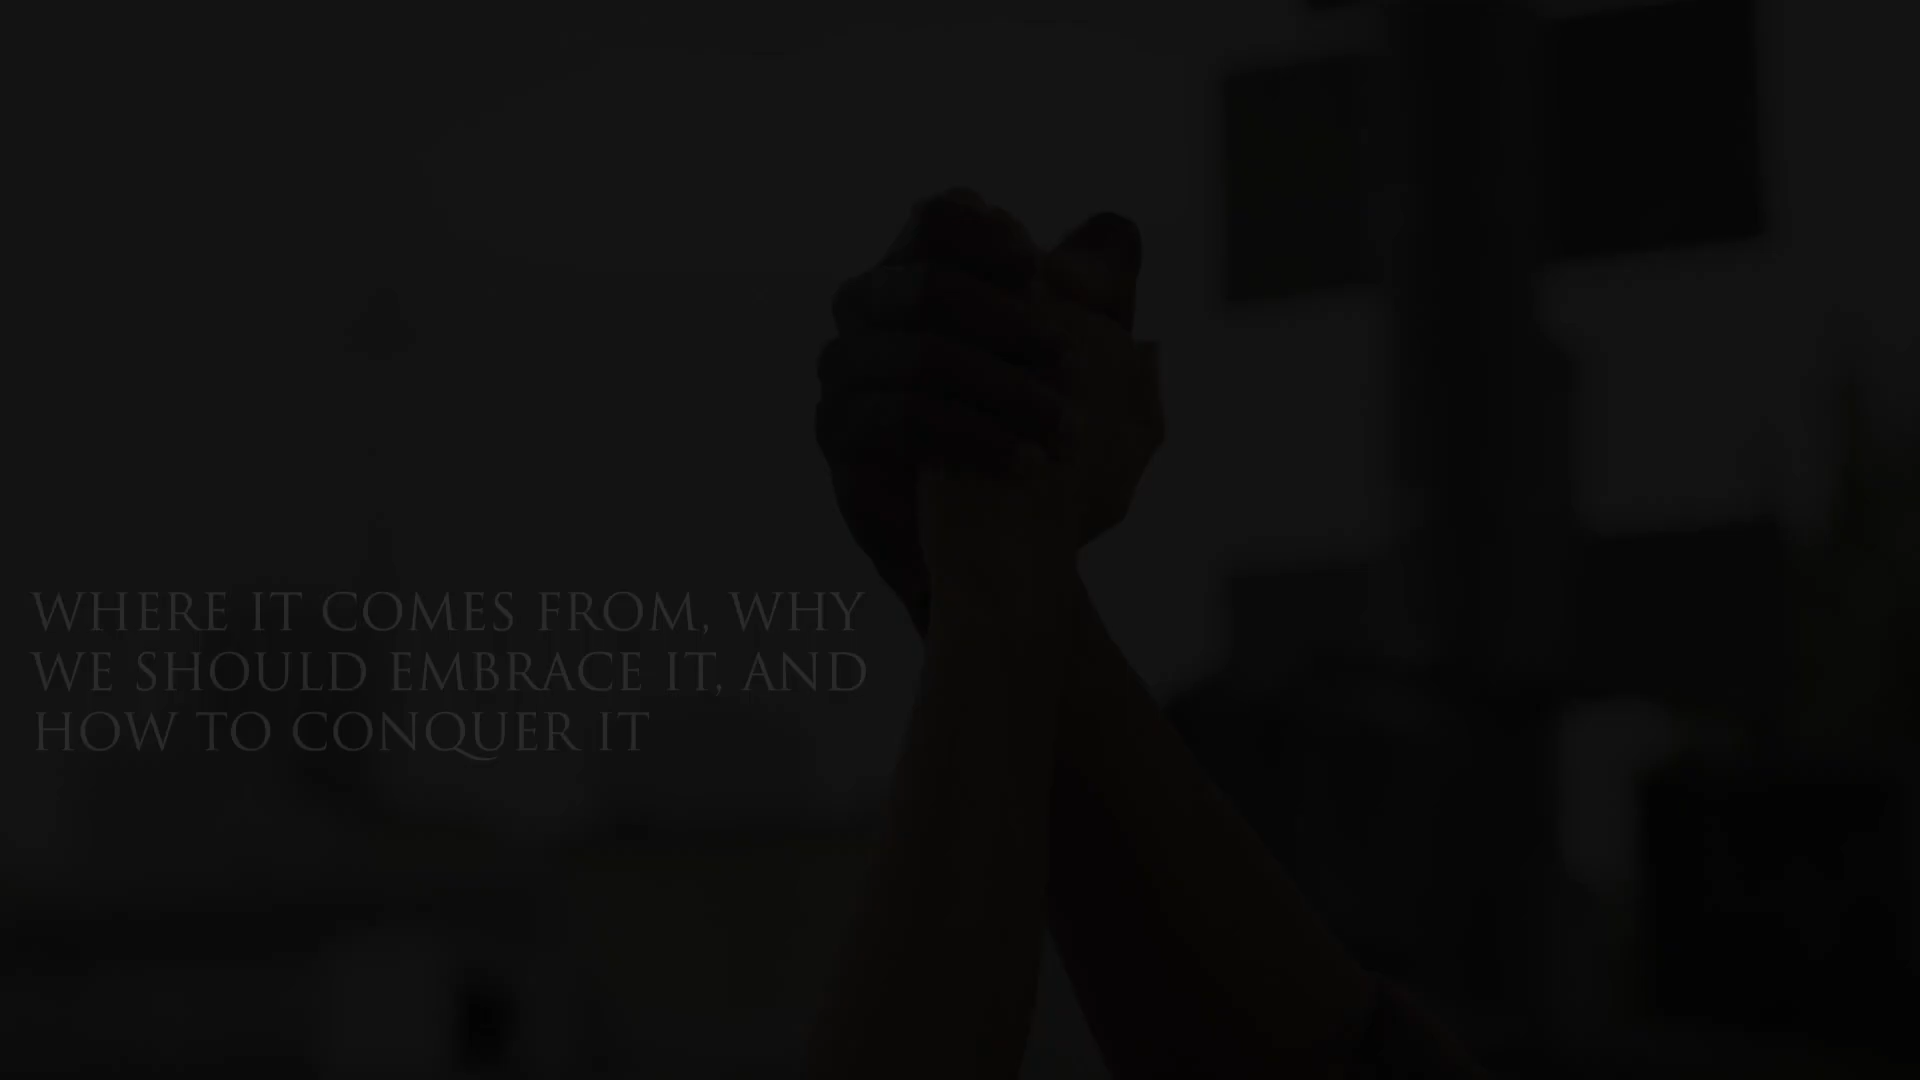 WHERE IT COMES FROM, WHY
WE SHOULD EMBRACE IT, AND
HOW TO CONQUER IT